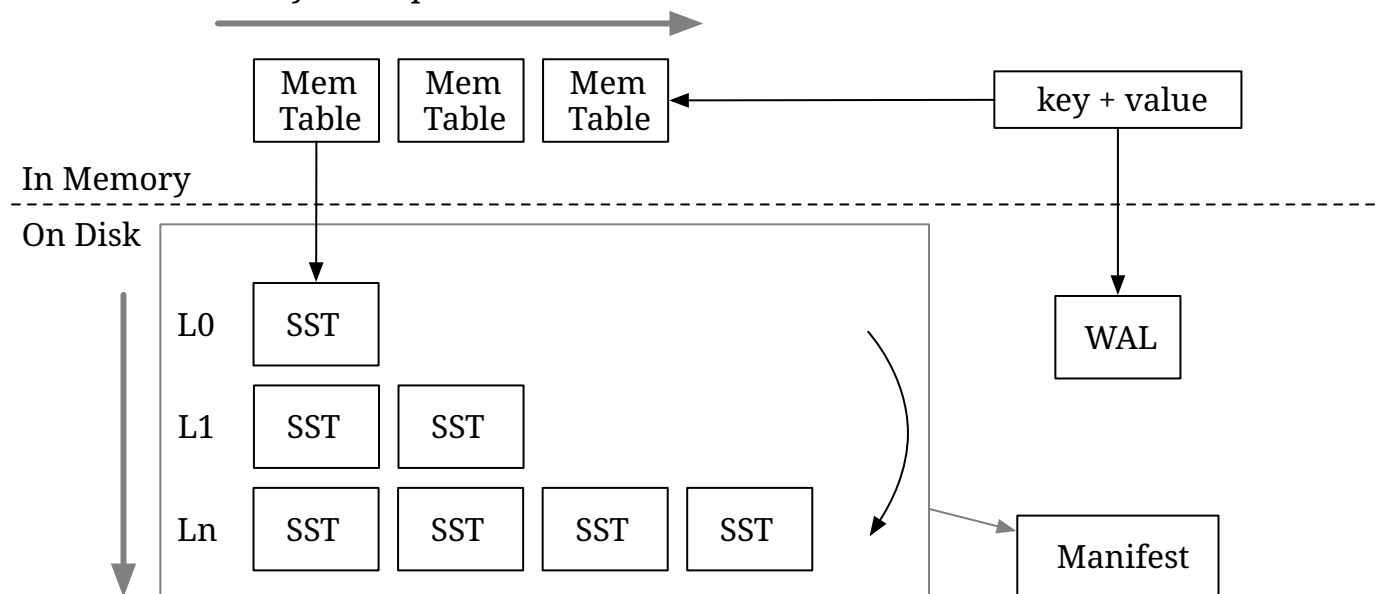 Mem
Table
Mem
Table
Mem
Table
key + value
In Memory
On Disk
L0
SST
WAL
L1
SST
SST
Ln
SST
SST
SST
SST
Manifest